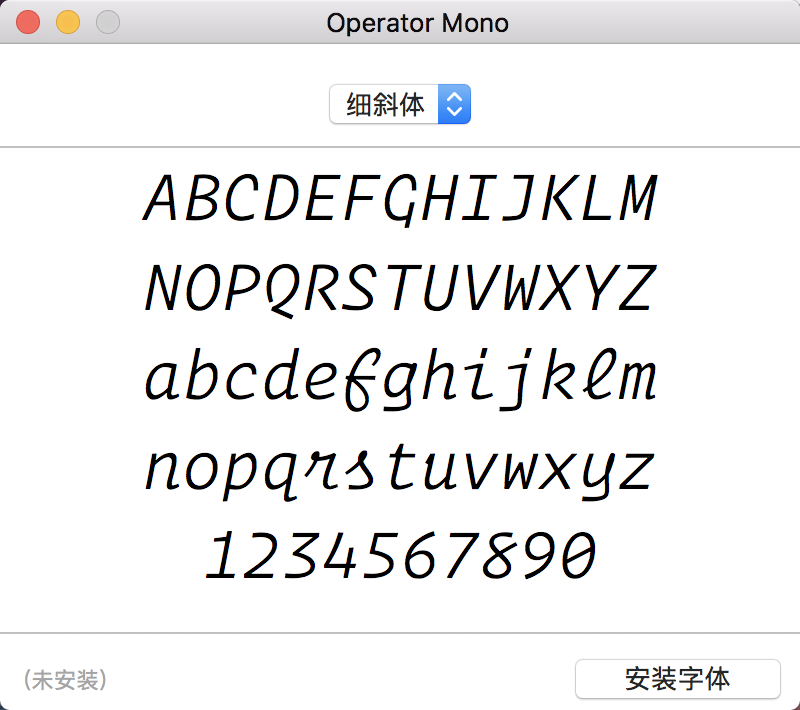 Operator Mono
细斜体
ABCDEFGHIJKLM
NOPQRSTUVWXYZ
abcdefghijklm
nopqrstuvwxyz
1234567890
(未安装)
安装字体